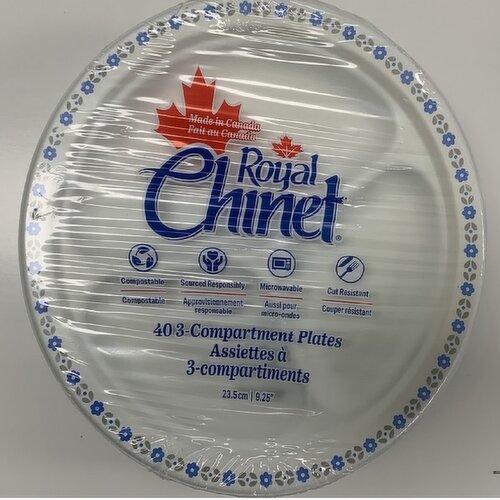 Made in Canada
Fait au Canada
Royal
Chinet®
Compostable
Sourced Responsibly
Microwavable
Cut Resistant
Compostable
Approvisionnement
responsable
Aussi pour
micro-ondes
Couper résistant
40 3-Compartment Plates
Assiettes à
3-compartiments
23.5cm | 9.25"